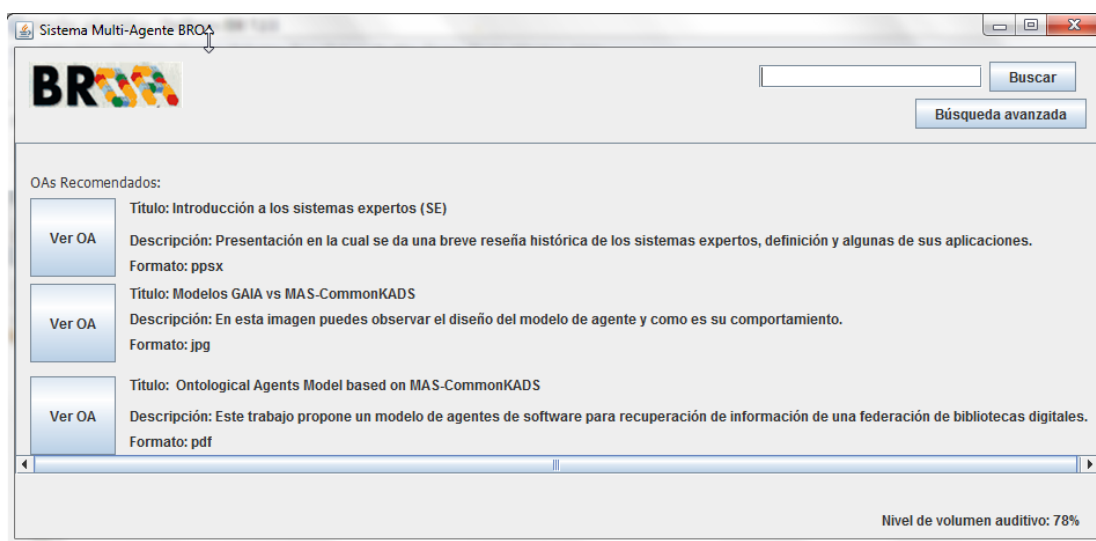 Sistema Multi-Agente BROA
BROA
Buscar
Búsqueda avanzada
OAs Recomendados:
Ver OA
Titulo: Introducción a los sistemas expertos (SE)
Descripción: Presentación en la cual se da una breve reseña histórica de los sistemas expertos, definición y algunas de sus aplicaciones.
Formato: ppsx
Ver OA
Titulo: Modelos GAIA vs MAS-CommonKADS
Descripción: En esta imagen puedes observar el diseño del modelo de agente y como es su comportamiento.
Formato: jpg
Ver OA
Titulo: Ontological Agents Model based on MAS-CommonKADS
Descripción: Este trabajo propone un modelo de agentes de software para recuperación de información de una federación de bibliotecas digitales.
Formato: pdf
Nivel de volumen auditivo: 78%